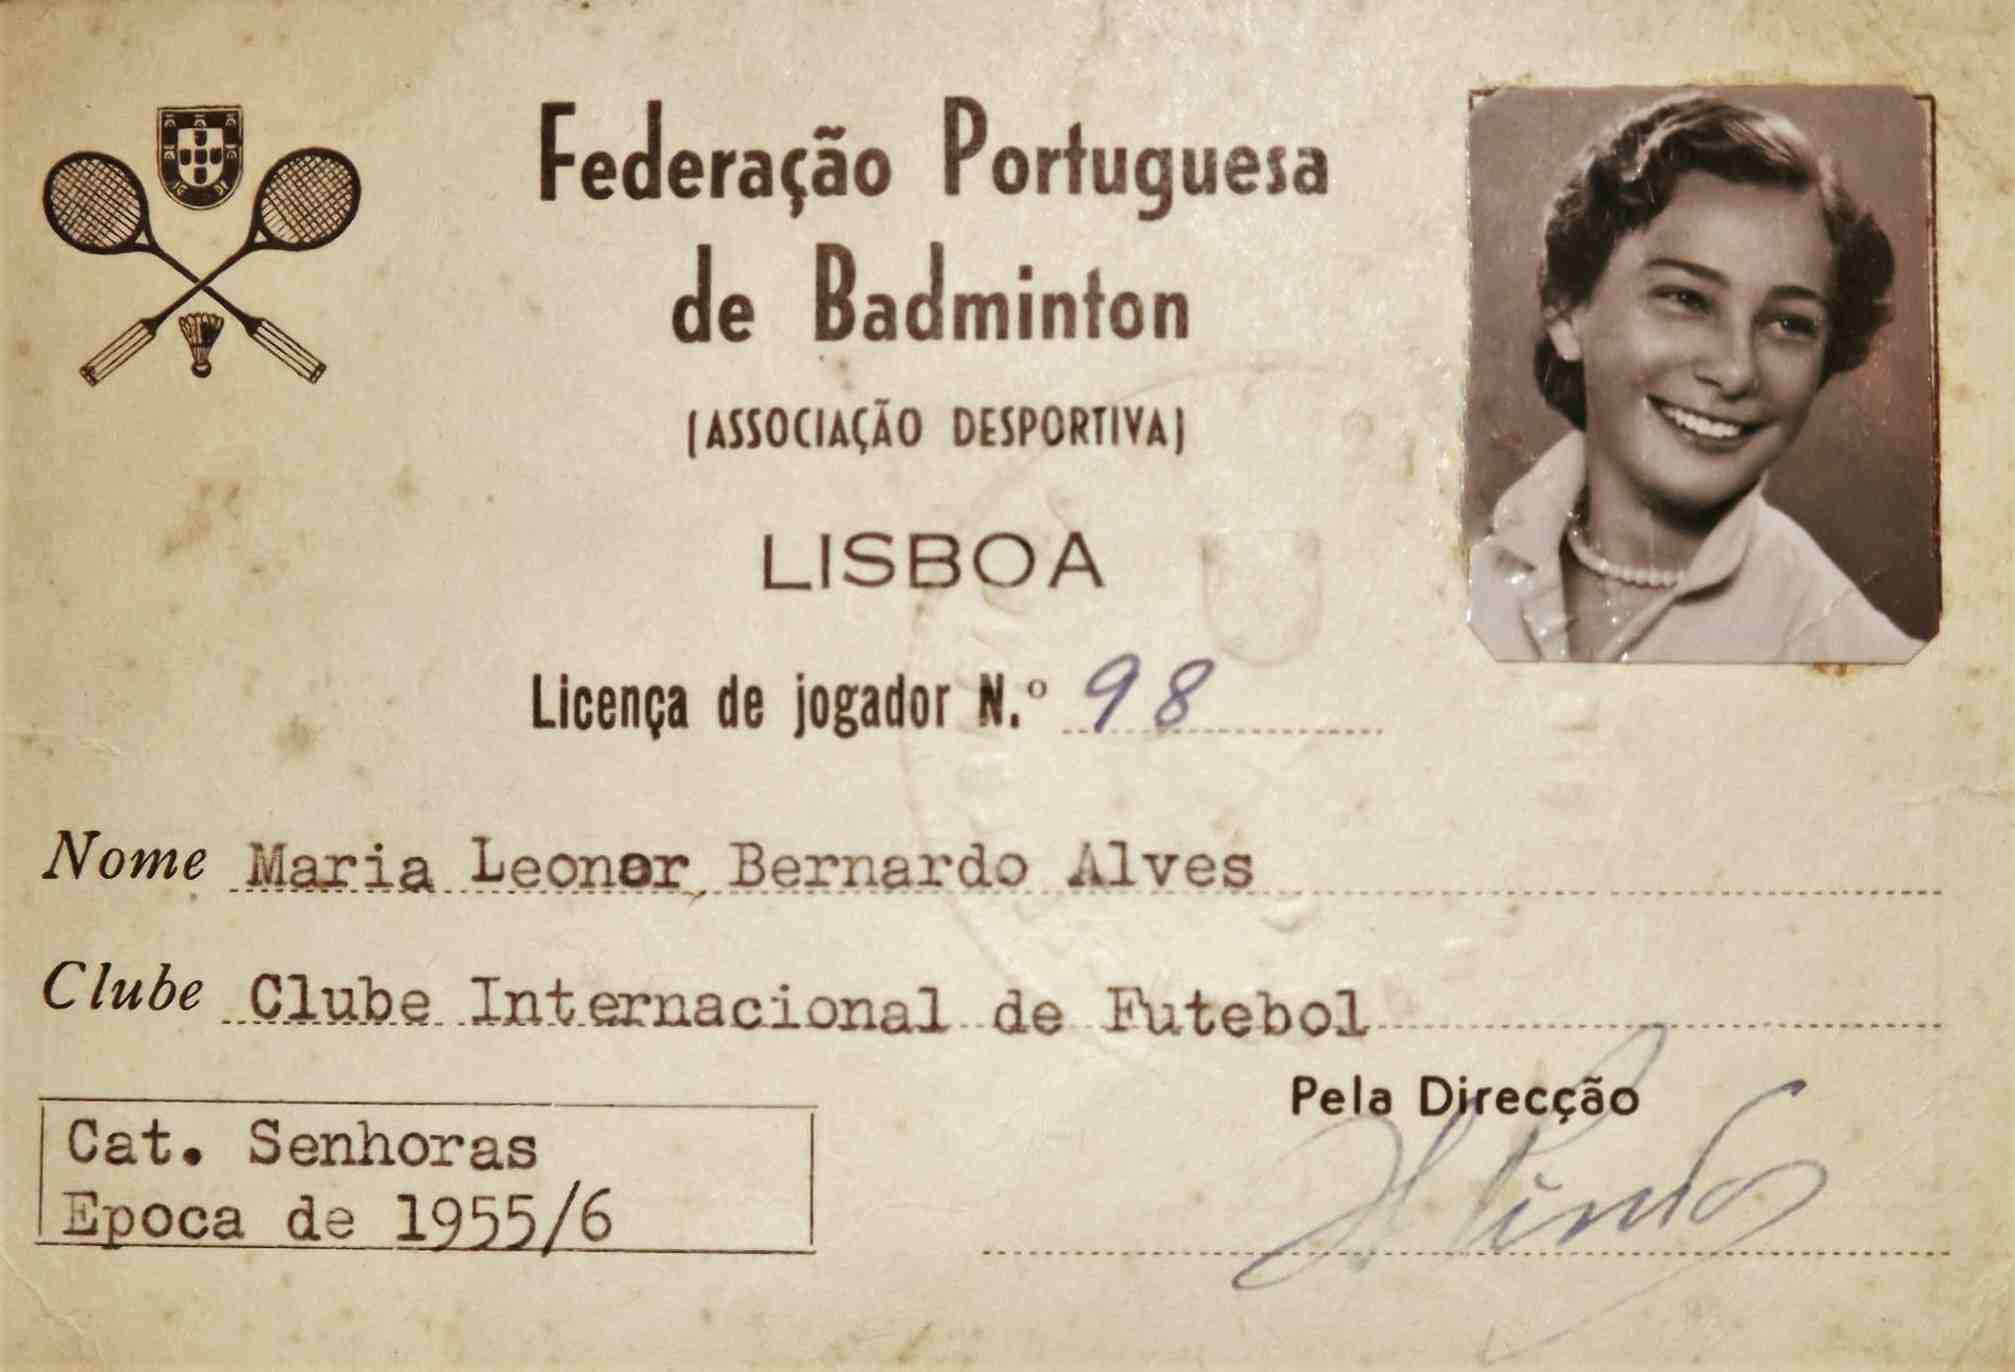 Federação Portuguesa
de Badminton
(ASSOCIAÇÃO DESPORTIVA)
LISBOA
Licença de jogador N.º 98
Nome Maria Leonor Bernardo Alves
Clube Clube Internacional de Futebol
Pela Direcção
Cat. Senhoras
Epoca de 1955/6